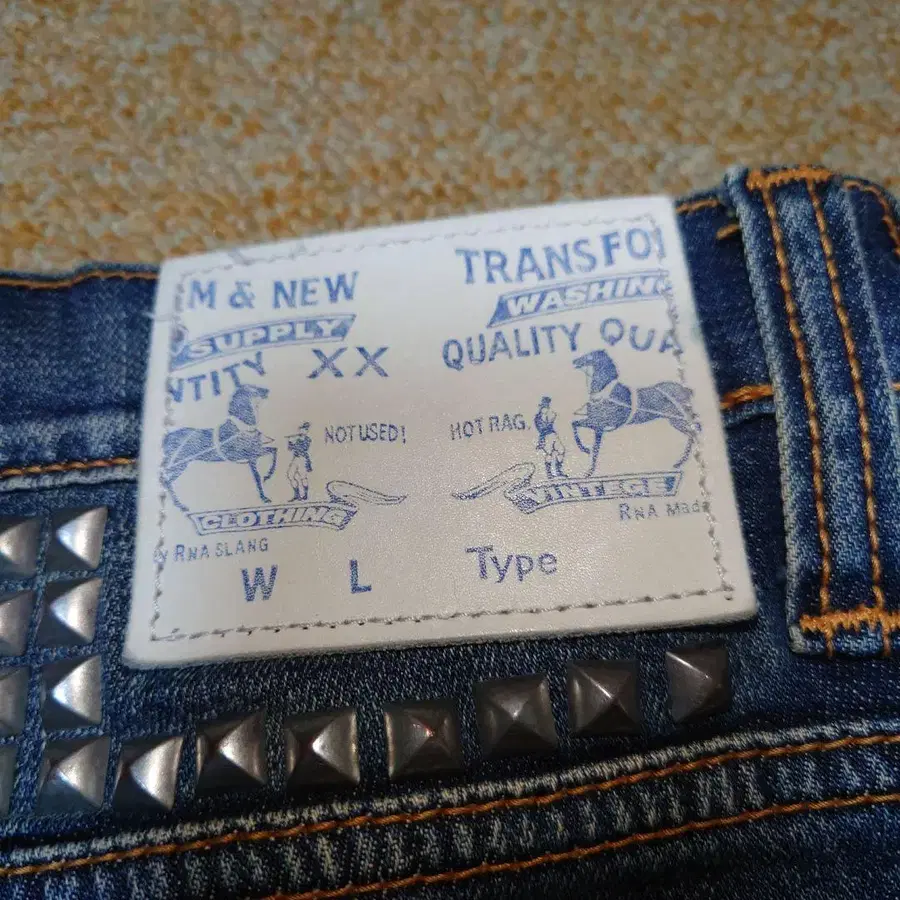 M & NEW TRANSFO
SUPPLY WASHIN
NTITY XX QUALITY QUA
NOT USED! HOT RAG,
CLOTHING VINTEGE
y RNA SLANG RNA Made
W L Type